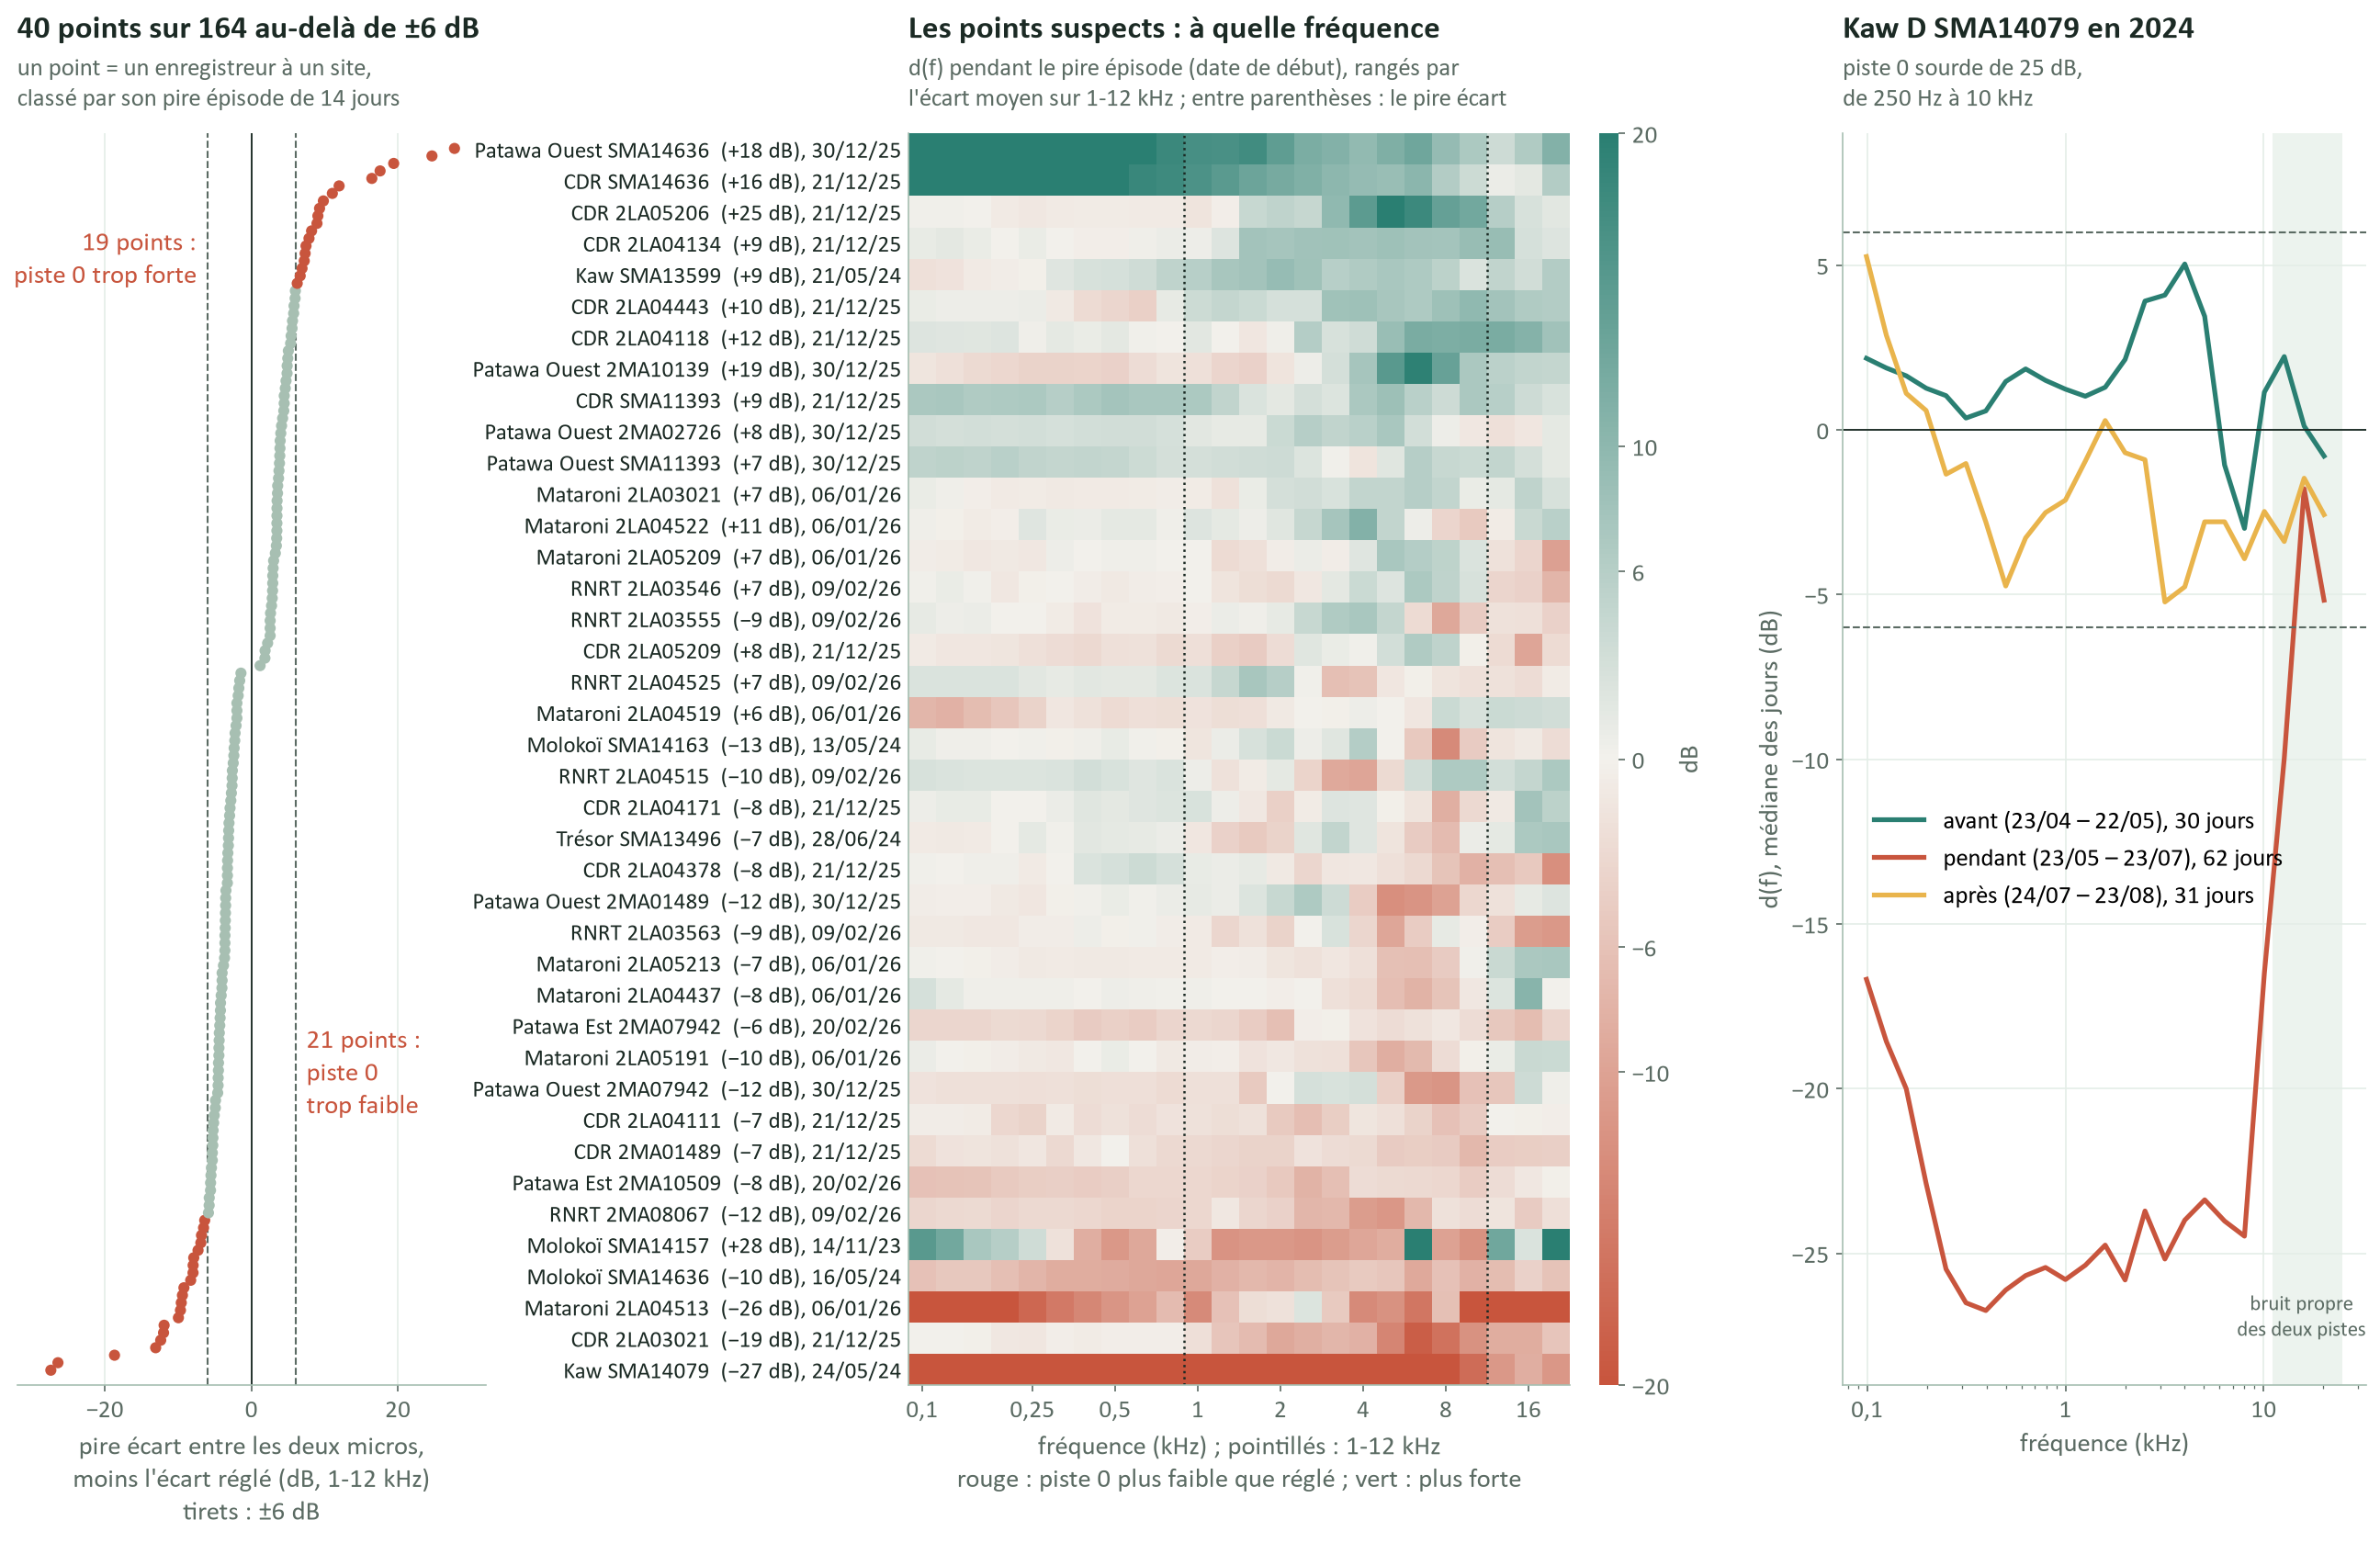 40 points sur 164 au-delà de ±6 dB
un point = un enregistreur à un site,
classé par son pire épisode de 14 jours
19 points :
piste 0 trop forte
21 points :
piste 0
trop faible
−20
0
20
pire écart entre les deux micros,
moins l'écart réglé (dB, 1-12 kHz)
tirets : ±6 dB
Les points suspects : à quelle fréquence
d(f) pendant le pire épisode (date de début), rangés par
l'écart moyen sur 1-12 kHz ; entre parenthèses : le pire écart
Patawa Ouest SMA14636 (+18 dB), 30/12/25
CDR SMA14636 (+16 dB), 21/12/25
CDR 2LA05206 (+25 dB), 21/12/25
CDR 2LA04134 (+9 dB), 21/12/25
Kaw SMA13599 (+9 dB), 21/05/24
CDR 2LA04443 (+10 dB), 21/12/25
CDR 2LA04118 (+12 dB), 21/12/25
Patawa Ouest 2MA10139 (+19 dB), 30/12/25
CDR SMA11393 (+9 dB), 21/12/25
Patawa Ouest 2MA02726 (+8 dB), 30/12/25
Patawa Ouest SMA11393 (+7 dB), 30/12/25
Mataroni 2LA03021 (+7 dB), 06/01/26
Mataroni 2LA04522 (+11 dB), 06/01/26
Mataroni 2LA05209 (+7 dB), 06/01/26
RNRT 2LA03546 (+7 dB), 09/02/26
RNRT 2LA03555 (−9 dB), 09/02/26
CDR 2LA05209 (+8 dB), 21/12/25
RNRT 2LA04525 (+7 dB), 09/02/26
Mataroni 2LA04519 (+6 dB), 06/01/26
Molokoï SMA14163 (−13 dB), 13/05/24
RNRT 2LA04515 (−10 dB), 09/02/26
CDR 2LA04171 (−8 dB), 21/12/25
Trésor SMA13496 (−7 dB), 28/06/24
CDR 2LA04378 (−8 dB), 21/12/25
Patawa Ouest 2MA01489 (−12 dB), 30/12/25
RNRT 2LA03563 (−9 dB), 09/02/26
Mataroni 2LA05213 (−7 dB), 06/01/26
Mataroni 2LA04437 (−8 dB), 06/01/26
Patawa Est 2MA07942 (−6 dB), 20/02/26
Mataroni 2LA05191 (−10 dB), 06/01/26
Patawa Ouest 2MA07942 (−12 dB), 30/12/25
CDR 2LA04111 (−7 dB), 21/12/25
CDR 2MA01489 (−7 dB), 21/12/25
Patawa Est 2MA10509 (−8 dB), 20/02/26
RNRT 2MA08067 (−12 dB), 09/02/26
Molokoï SMA14157 (+28 dB), 14/11/23
Molokoï SMA14636 (−10 dB), 16/05/24
Mataroni 2LA04513 (−26 dB), 06/01/26
CDR 2LA03021 (−19 dB), 21/12/25
Kaw SMA14079 (−27 dB), 24/05/24
0,1
0,25
0,5
1
2
4
8
16
fréquence (kHz) ; pointillés : 1-12 kHz
rouge : piste 0 plus faible que réglé ; vert : plus forte
20
10
6
0
−6
−10
−20
dB
Kaw D SMA14079 en 2024
piste 0 sourde de 25 dB,
de 250 Hz à 10 kHz
5
0
−5
−10
−15
−20
−25
d(f), médiane des jours (dB)
avant (23/04 – 22/05), 30 jours
pendant (23/05 – 23/07), 62 jours
après (24/07 – 23/08), 31 jours
bruit propre
des deux pistes
0,1
1
10
fréquence (kHz)